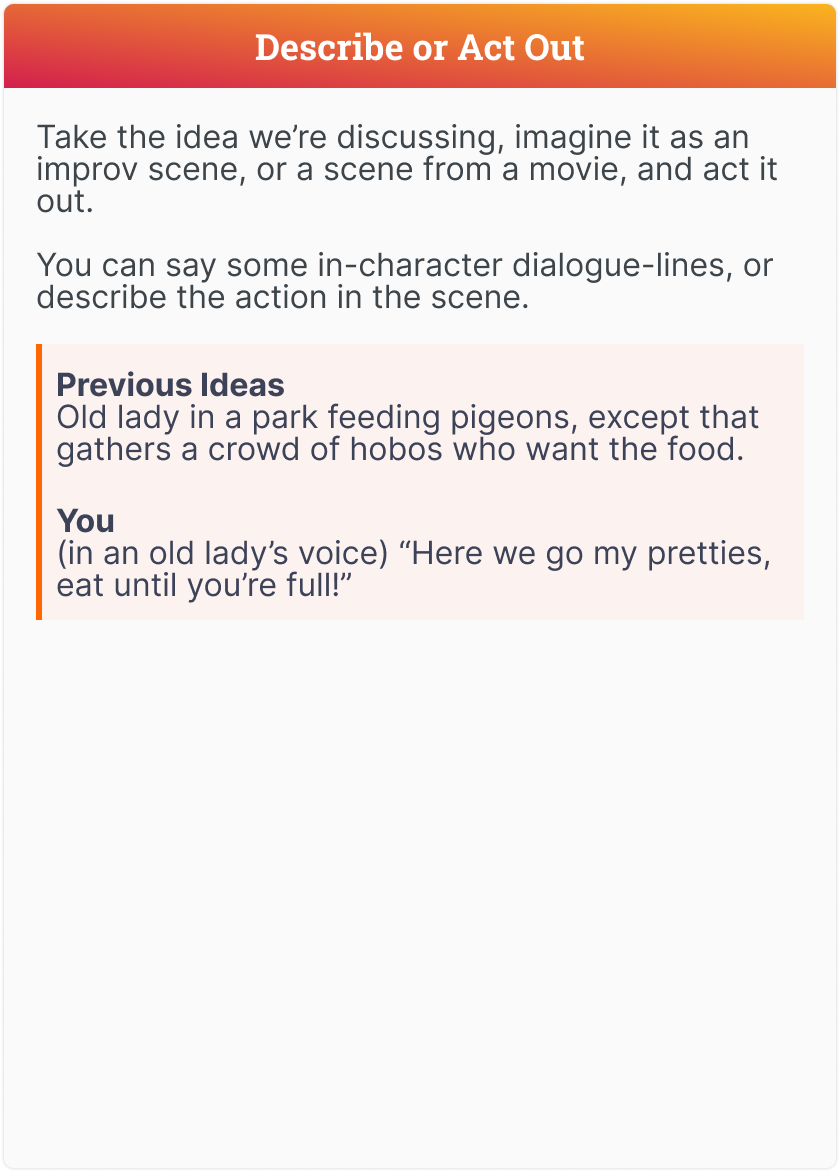 Describe or Act Out
Take the idea we’re discussing, imagine it as an
improv scene, or a scene from a movie, and act it
out.
You can say some in-character dialogue-lines, or
describe the action in the scene.
Previous Ideas
Old lady in a park feeding pigeons, except that
gathers a crowd of hobos who want the food.
You
(in an old lady’s voice) “Here we go my pretties,
eat until you’re full!”